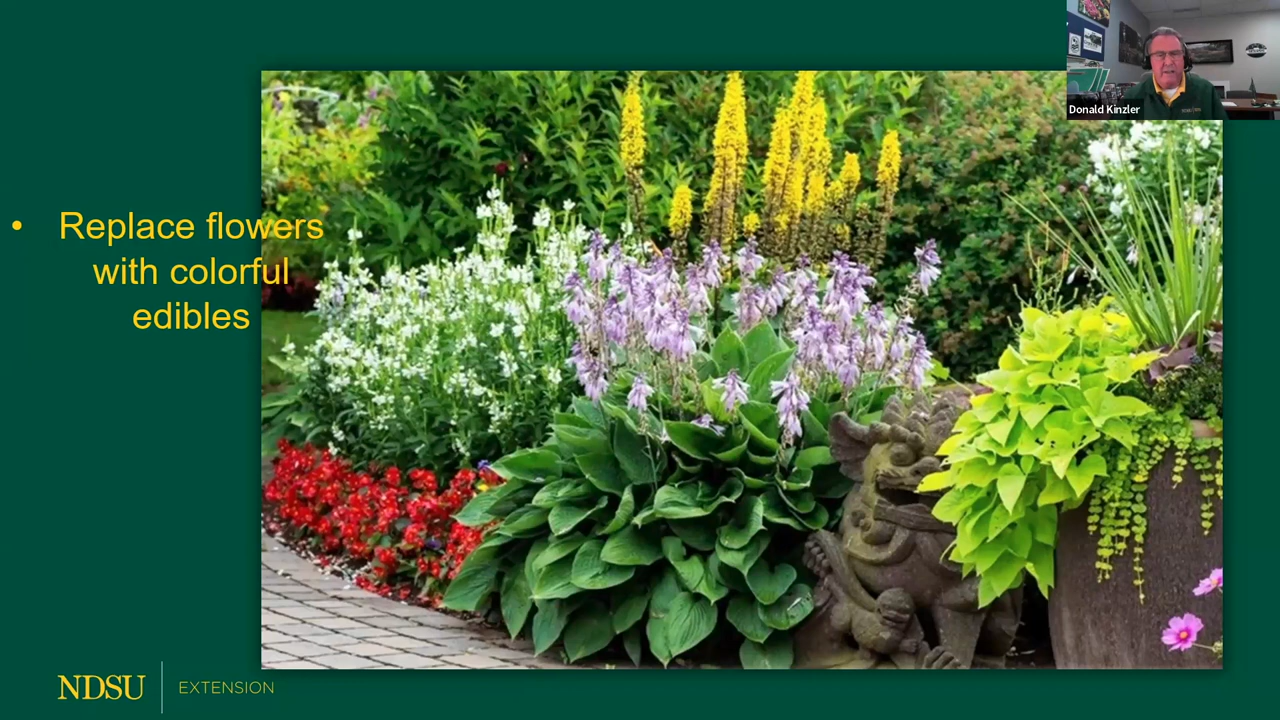 Donald Kinzler
• Replace flowers
with colorful
edibles
NDSU EXTENSION